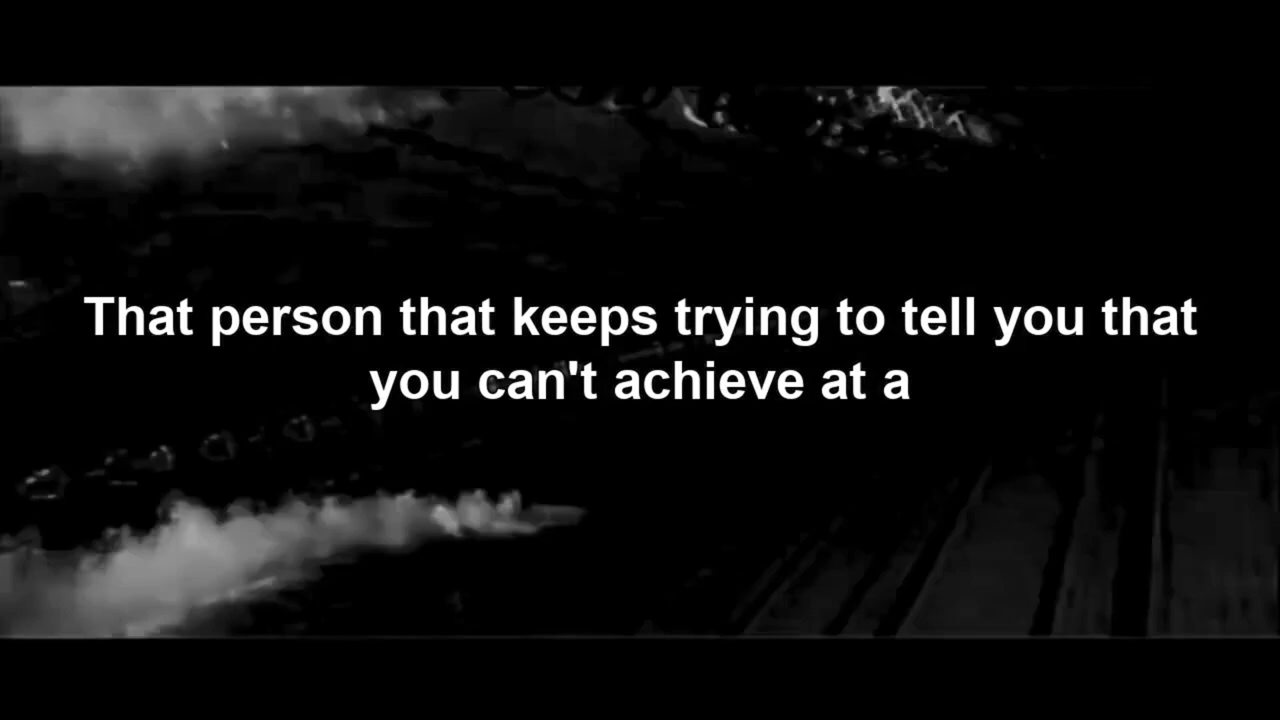 That person that keeps trying to tell you that
you can't achieve at a